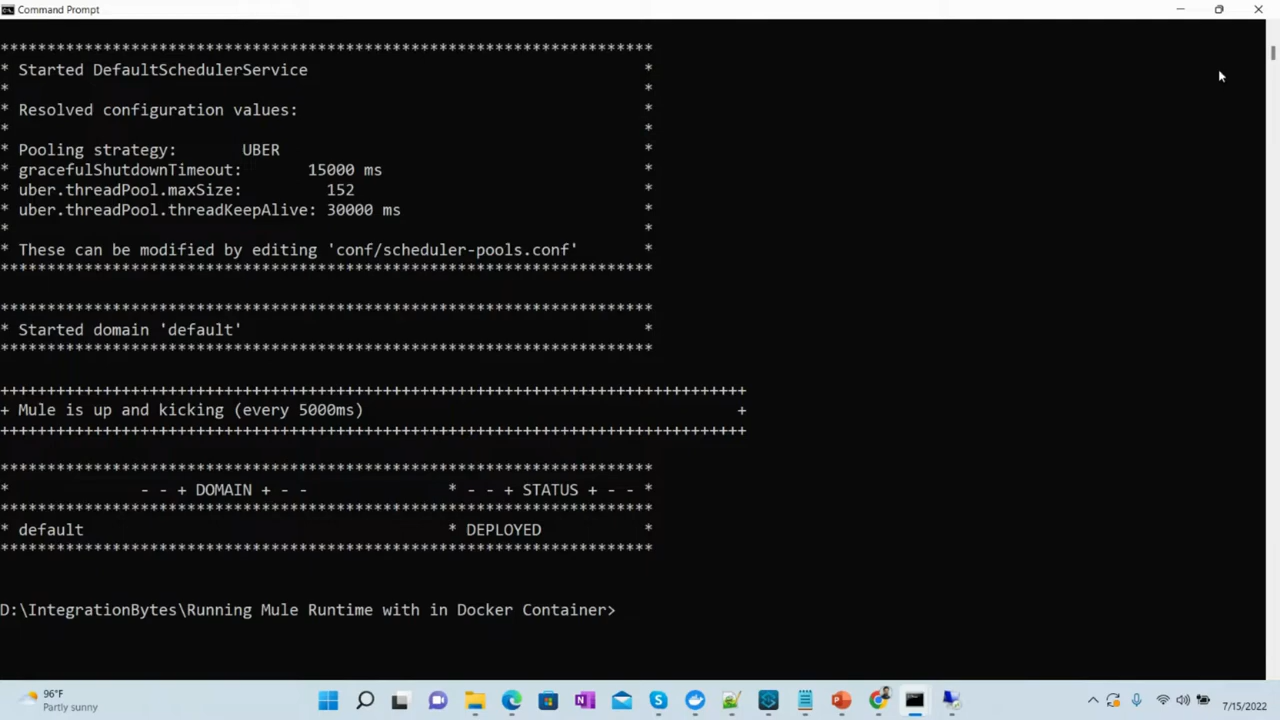 Command Prompt
*********************************************************************
* Started DefaultSchedulerService *
* *
* Resolved configuration values: *
* *
* Pooling strategy: UBER *
* gracefulShutdownTimeout: 15000 ms *
* uber.threadPool.maxSize: 152 *
* uber.threadPool.threadKeepAlive: 30000 ms *
* *
* These can be modified by editing 'conf/scheduler-pools.conf' *
*********************************************************************
*********************************************************************
* Started domain 'default' *
*********************************************************************
++++++++++++++++++++++++++++++++++++++++++++++++++++++++++++++++++++++++++++++++
+ Mule is up and kicking (every 5000ms) +
++++++++++++++++++++++++++++++++++++++++++++++++++++++++++++++++++++++++++++++++
*********************************************************************
* - - + DOMAIN + - - * - - + STATUS + - - *
*********************************************************************
* default * DEPLOYED *
*********************************************************************
D:\IntegrationBytes\Running Mule Runtime with in Docker Container>
96°F
Partly sunny
7/15/2022